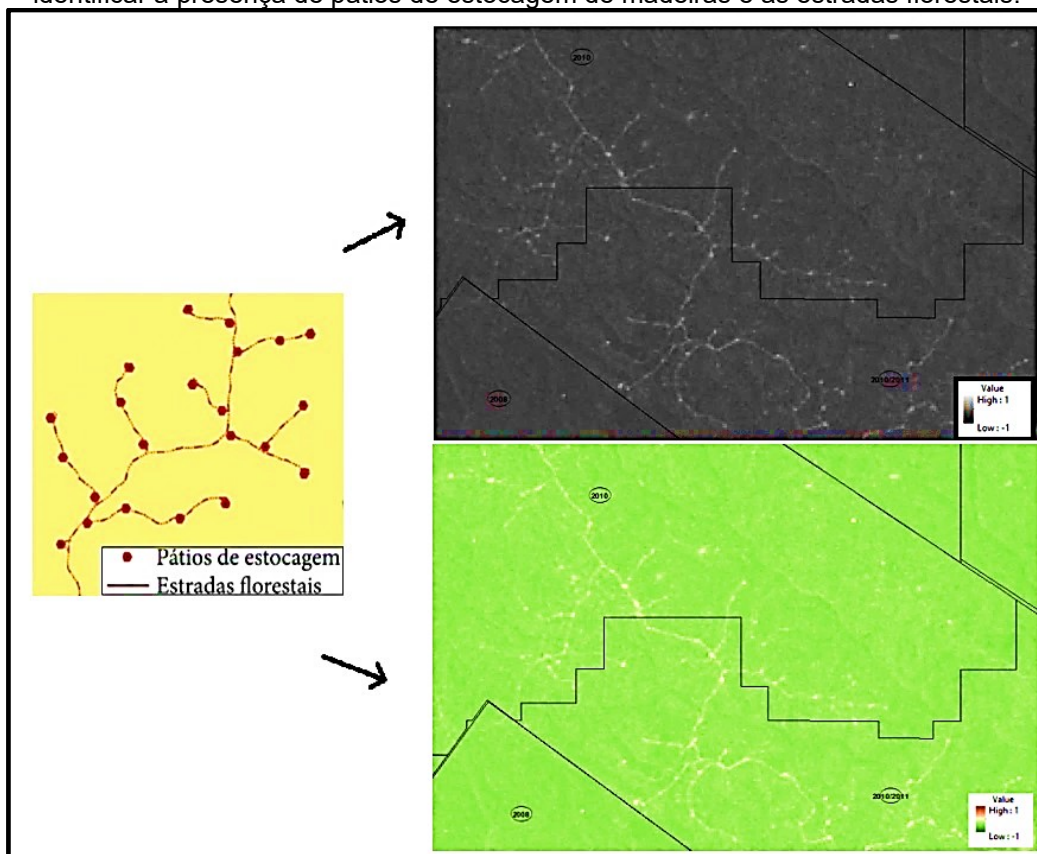 identificar a presença de pátios de estocagem de madeiras e as estradas florestais.
2010
2010/2011
2008
Value
High : 1
Low : -1
Pátios de estocagem
Estradas florestais
2010
2010/2011
2008
Value
High : 1
Low : -1